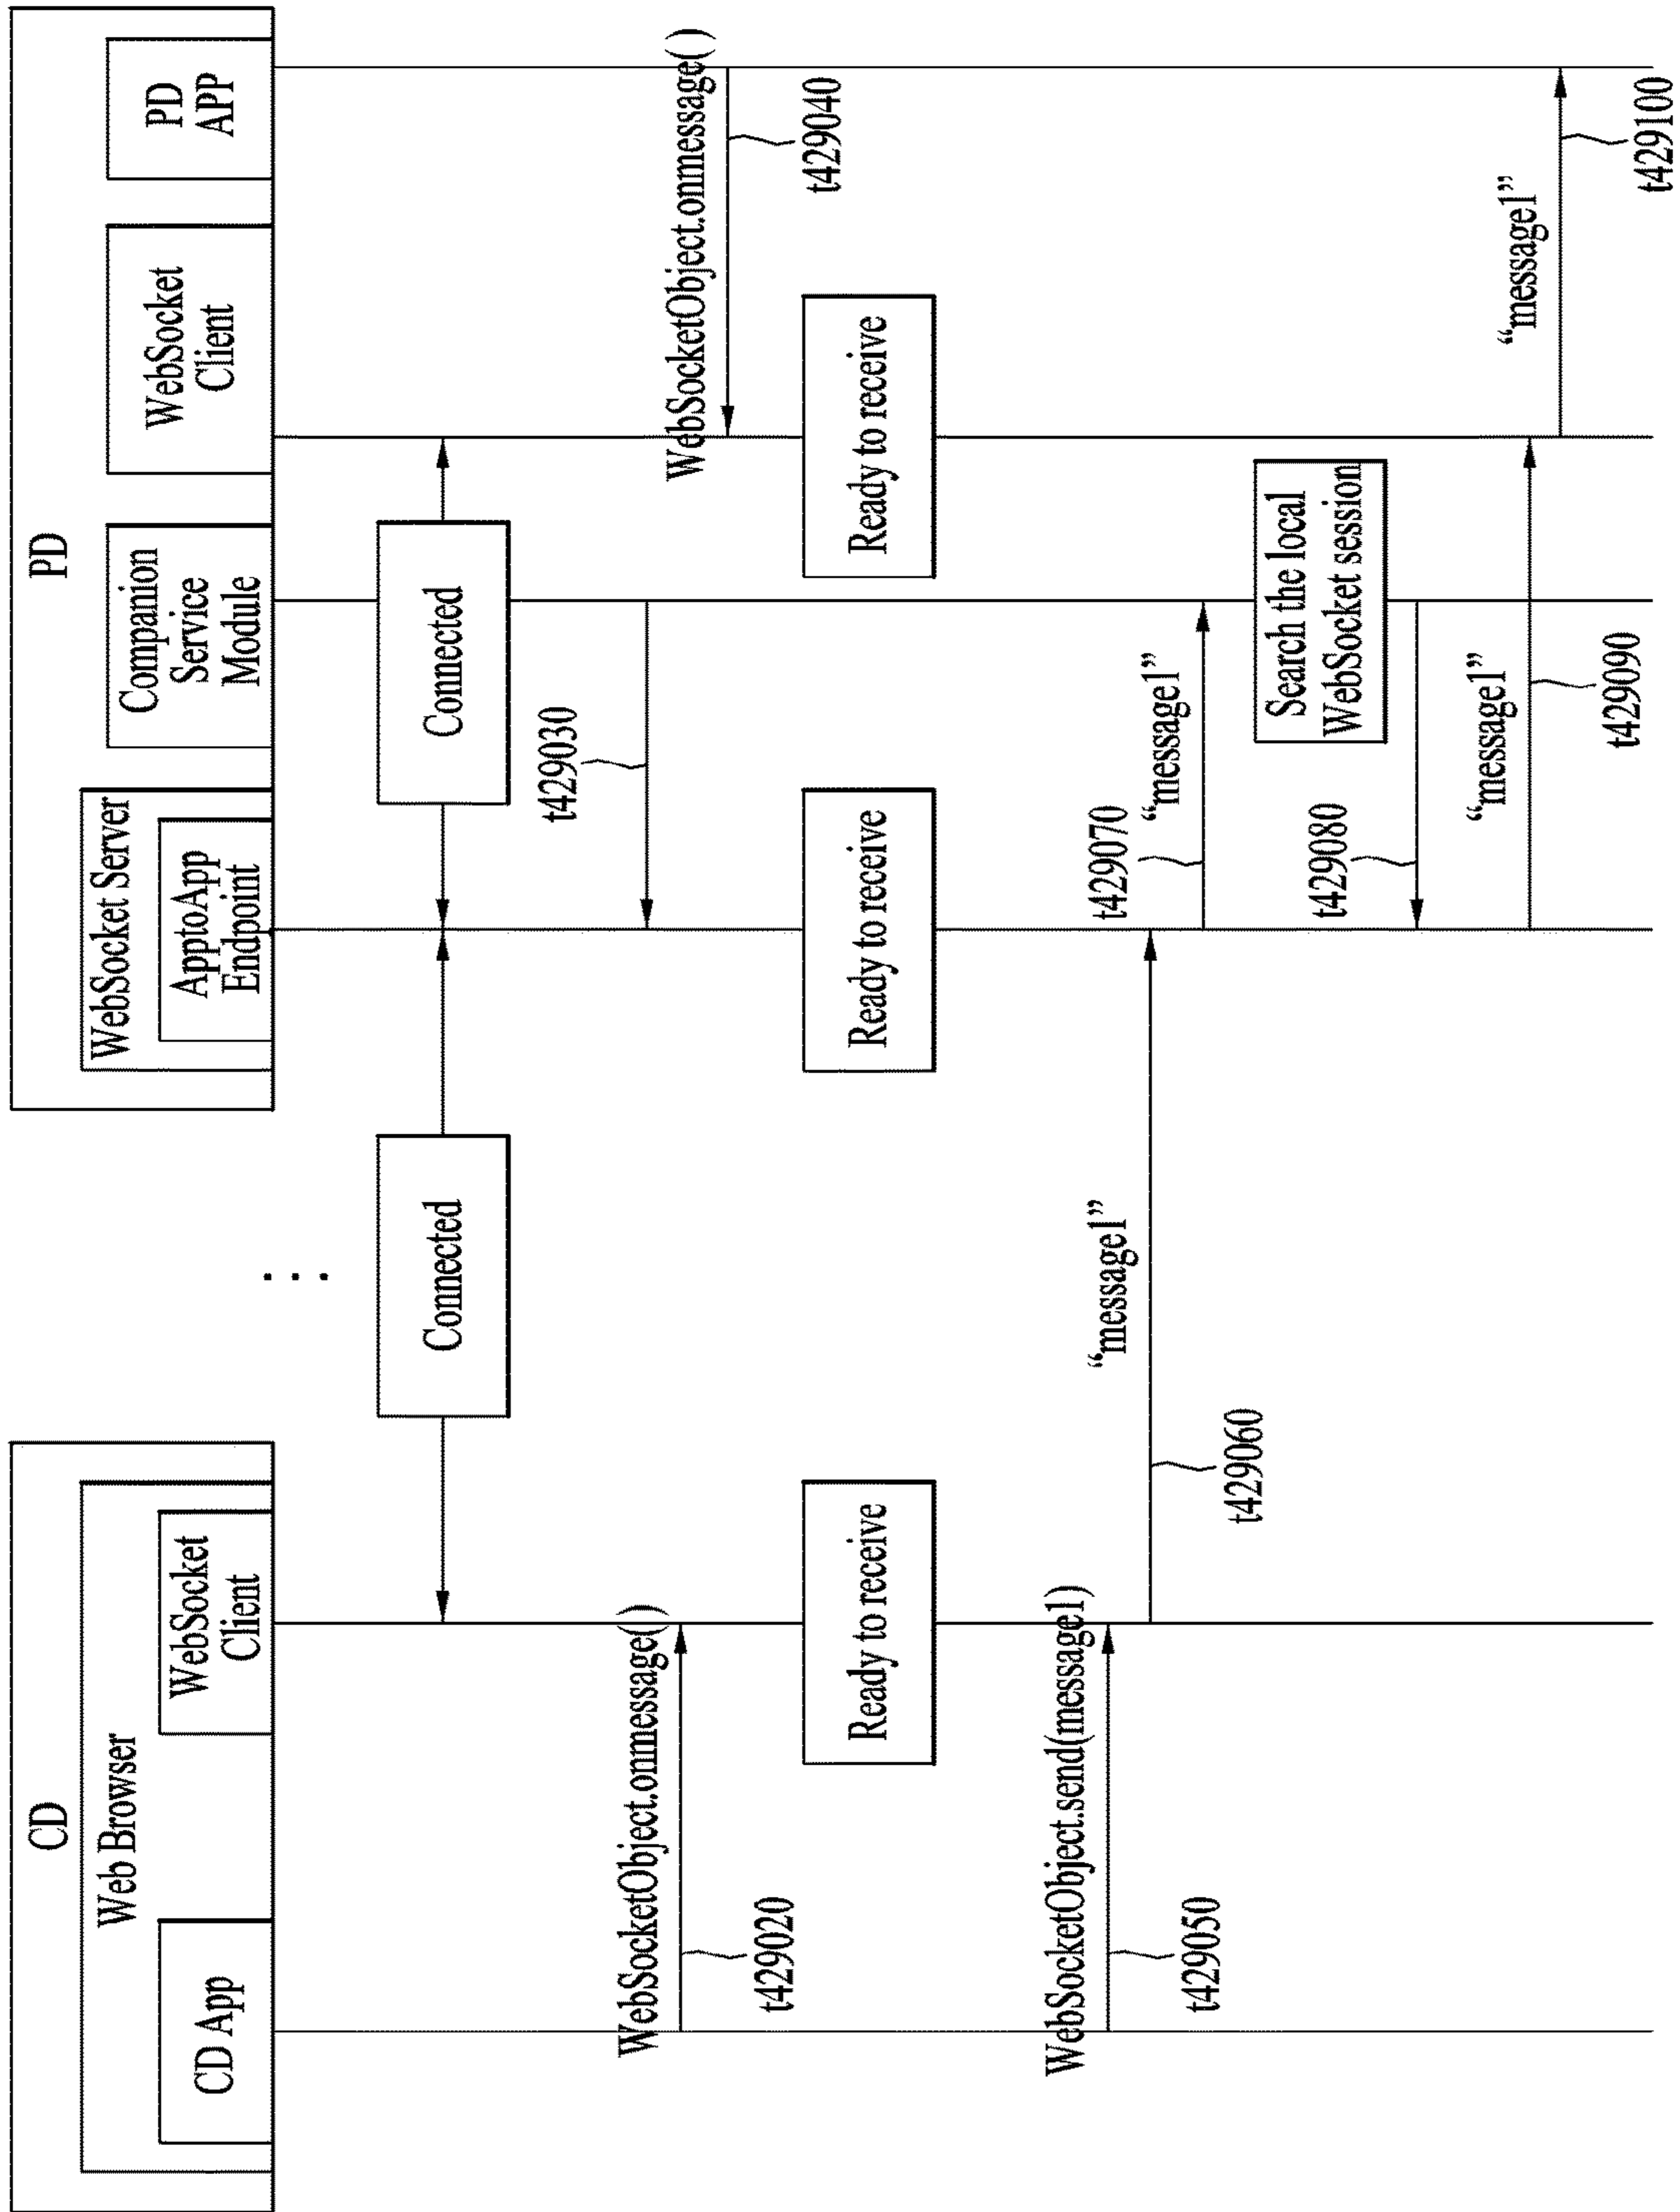 CD
Web Browser
CD App
WebSocket
Client
PD
WebSocket Server
ApptoApp
Endpoint
Companion
Service
Module
WebSocket
Client
PD
APP
. . .
Connected
Connected
t429030
WebSocketObject.onmessage()
t429020
WebSocketObject.onmessage( )
t429040
Ready to receive
Ready to receive
Ready to receive
WebSocketObject.send(message1)
t429050
“message1”
t429060
t429070
“message1”
Search the local
WebSocket session
t429080
“message1”
t429090
“message1”
t429100